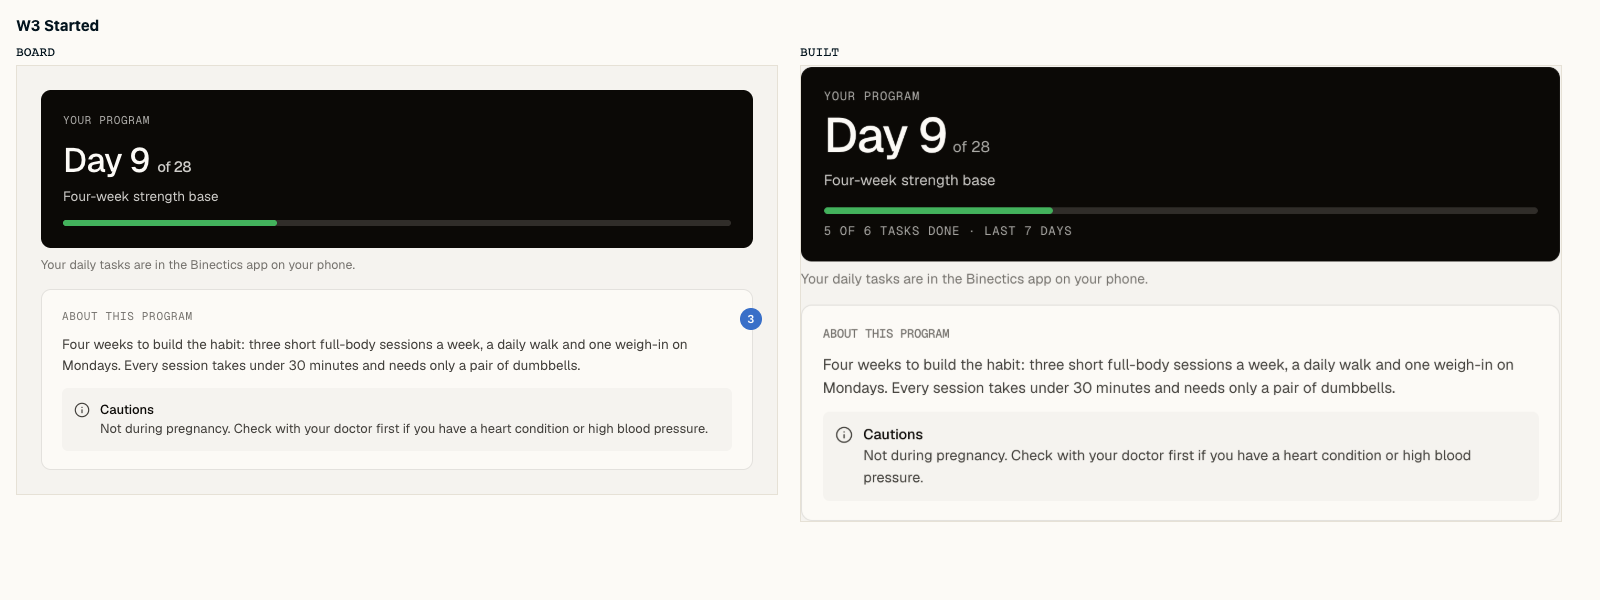 W3 Started
BOARD
YOUR PROGRAM
Day 9 of 28
Four-week strength base
Your daily tasks are in the Binectics app on your phone.
ABOUT THIS PROGRAM
3
Four weeks to build the habit: three short full-body sessions a week, a daily walk and one weigh-in on
Mondays. Every session takes under 30 minutes and needs only a pair of dumbbells.
Cautions
Not during pregnancy. Check with your doctor first if you have a heart condition or high blood pressure.
BUILT
YOUR PROGRAM
Day 9 of 28
Four-week strength base
5 OF 6 TASKS DONE · LAST 7 DAYS
Your daily tasks are in the Binectics app on your phone.
ABOUT THIS PROGRAM
Four weeks to build the habit: three short full-body sessions a week, a daily walk and one weigh-in on
Mondays. Every session takes under 30 minutes and needs only a pair of dumbbells.
Cautions
Not during pregnancy. Check with your doctor first if you have a heart condition or high blood
pressure.